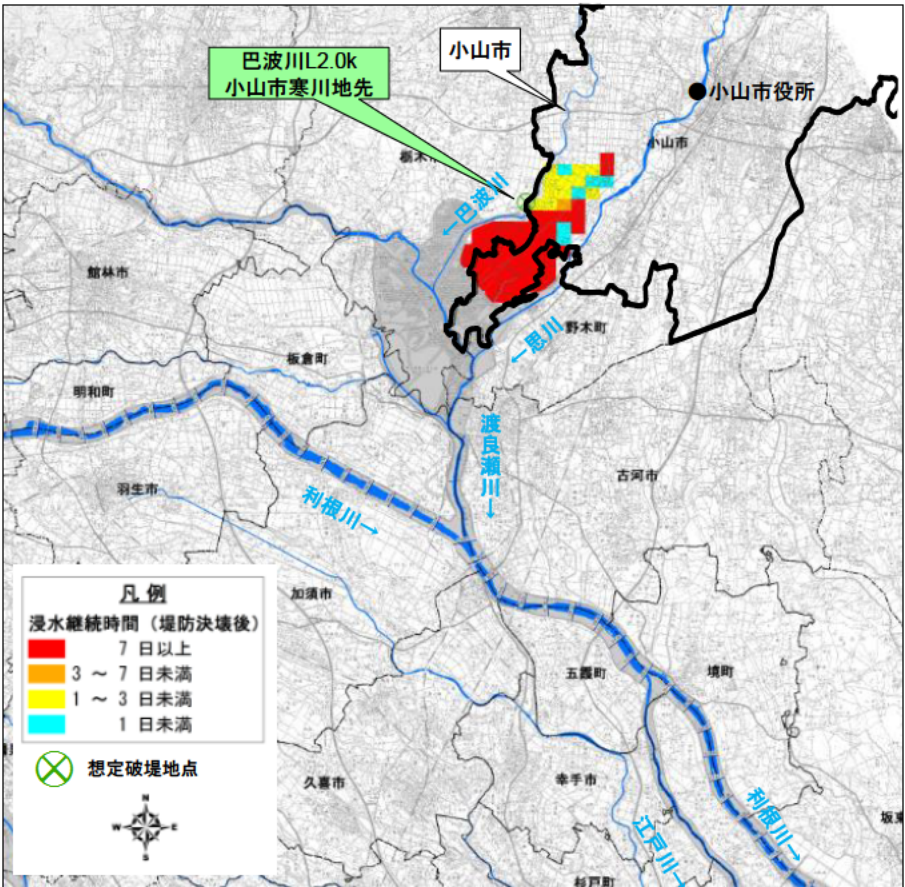 巴波川L2.0k
小山市寒川地先
小山市
小山市役所
小山市
栃木市
←巴波川
館林市
野木町
←思川
板倉町
明和町
渡良瀬川→
古河市
羽生市
利根川→
加須市
凡 例
浸水継続時間（堤防決壊後）
7 日以上
3 ～ 7 日未満
1 ～ 3 日未満
1 日未満
想定破堤地点
N
W
E
S
五霞町
境町
久喜市
幸手市
利根川→
江戸川→
坂東
杉戸町